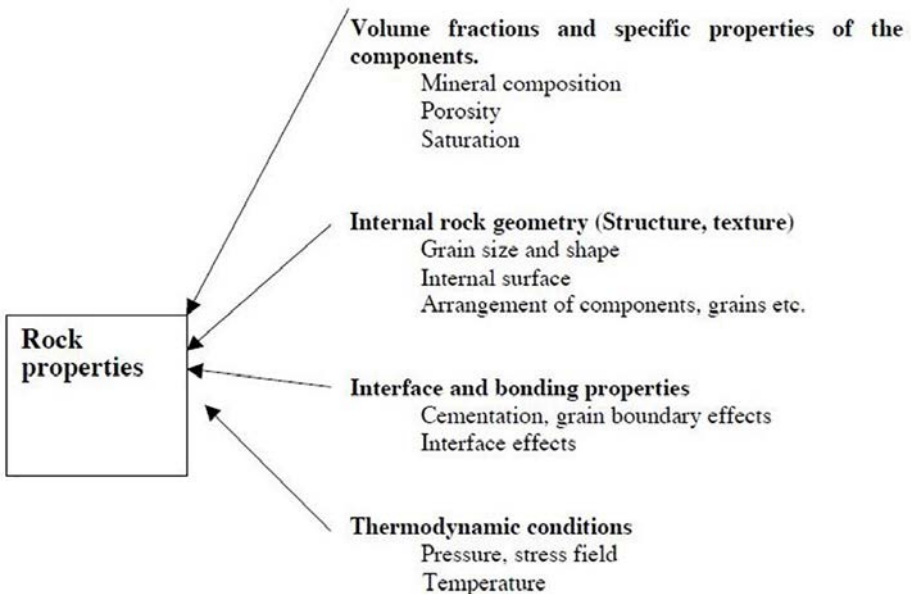 Volume fractions and specific properties of the
components.
Mineral composition
Porosity
Saturation
Internal rock geometry (Structure, texture)
Grain size and shape
Internal surface
Arrangement of components, grains etc.
Rock
properties
Interface and bonding properties
Cementation, grain boundary effects
Interface effects
Thermodynamic conditions
Pressure, stress field
Temperature